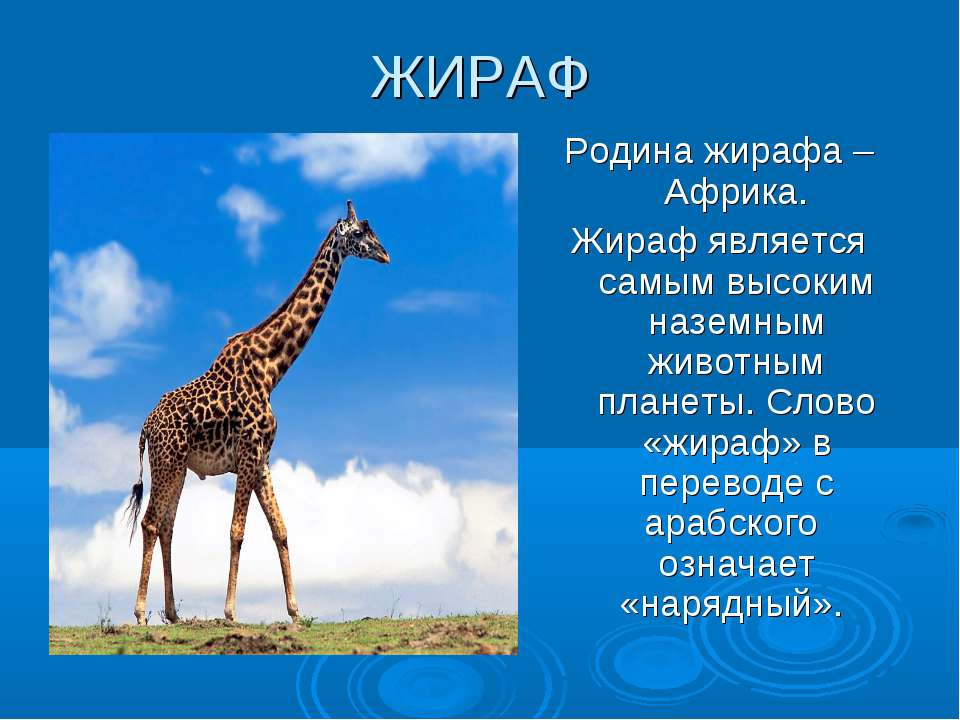 ЖИРАФ
Родина жирафа –
Африка.
Жираф является
самым высоким
наземным
животным
планеты. Слово
«жираф» в
переводе с
арабского
означает
«нарядный».